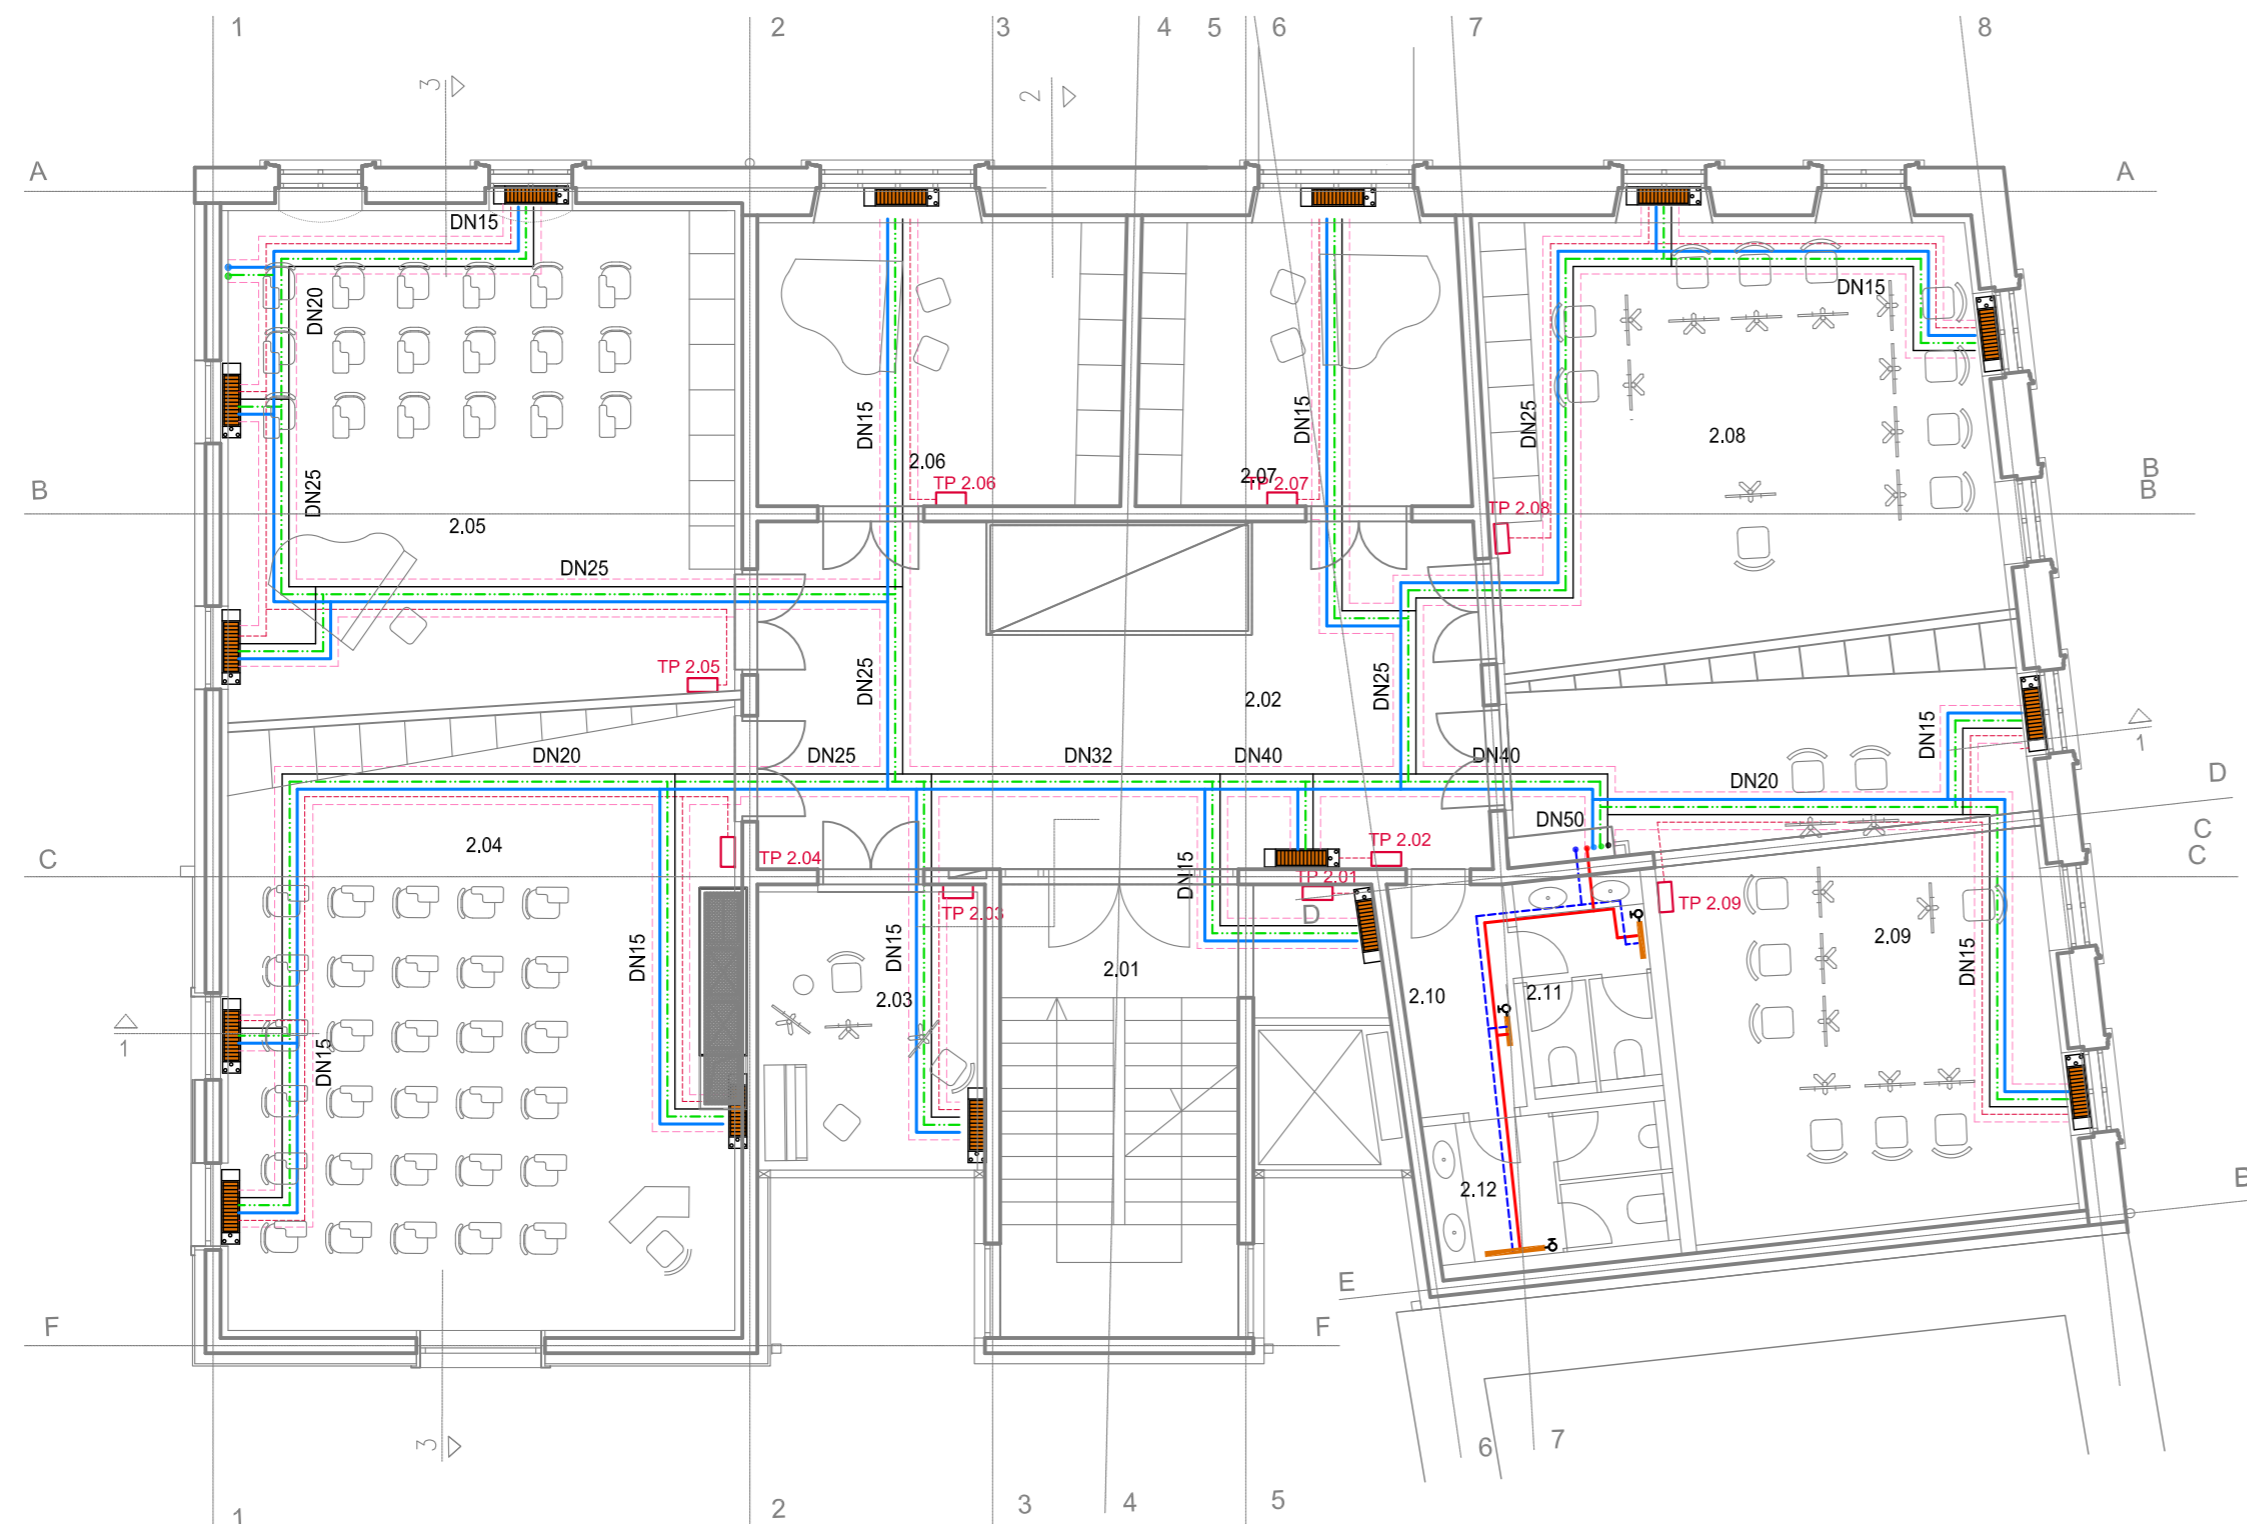 1
2
3
4
5
6
7
8
3
2
A
A
DN15
DN20
DN15
DN15
DN15
DN25
2.08
2.06
2.07
TP 2.06
TP 2.07
B
B
B
DN25
TP 2.08
2.05
DN25
TP 2.05
DN25
DN25
2.02
DN15
1
DN20
DN25
DN32
DN40
DN40
DN20
D
DN50
2.04
TP 2.04
TP 2.02
C
C
C
DN15
TP 2.01
TP 2.03
D
TP 2.09
DN15
DN15
2.09
DN15
2.01
2.03
2.10
2.11
1
DN15
2.12
B
E
F
F
3
6
7
1
2
3
4
5